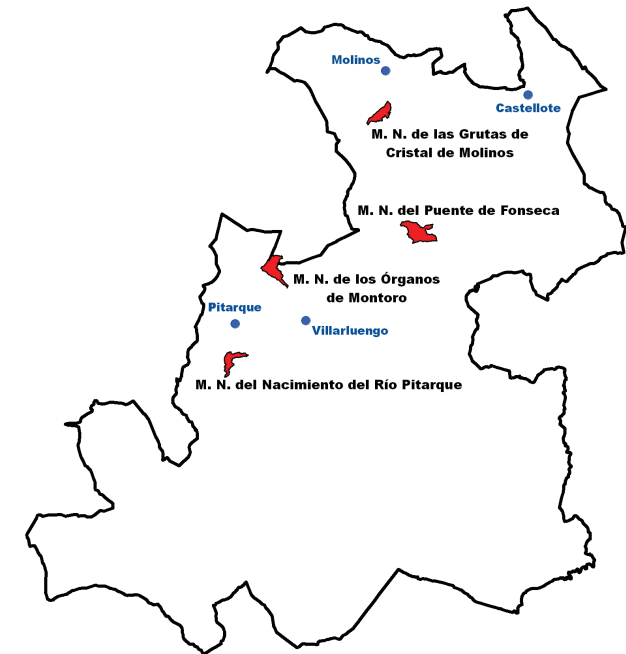 Molinos
Castellote
M. N. de las Grutas de
Cristal de Molinos
M. N. del Puente de Fonseca
M. N. de los Órganos
de Montoro
Pitarque
Villarluengo
M. N. del Nacimiento del Río Pitarque